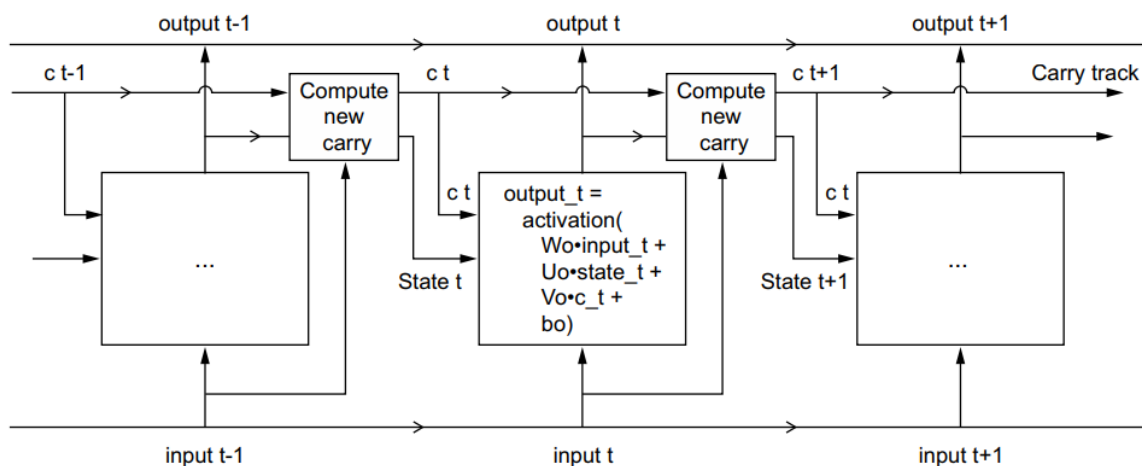 output t-1
output t
output t+1
c t-1
c t
c t+1
Carry track
Compute
new
carry
Compute
new
carry
c t
output_t =
activation(
Wo•input_t +
Uo•state_t +
Vo•c_t +
bo)
c t
...
...
State t
State t+1
input t-1
input t
input t+1